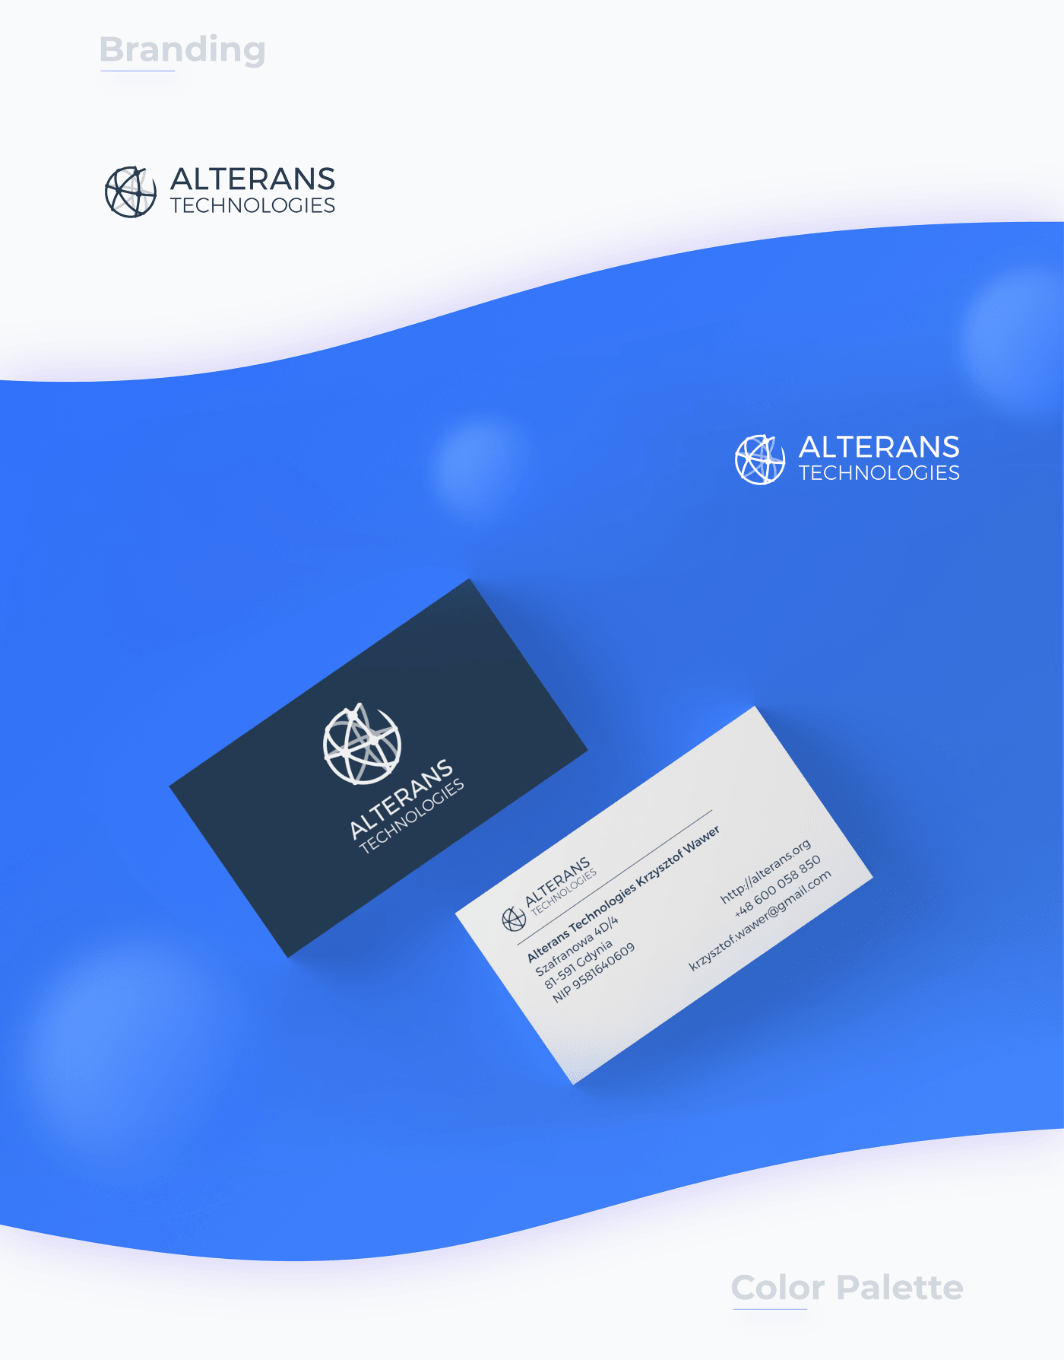 Branding
ALTERANS
TECHNOLOGIES
ALTERANS
TECHNOLOGIES
ALTERANS
TECHNOLOGIES
ALTERANS
TECHNOLOGIES
Alterans Technologies Krzysztof Wawer
Szafranowa 4D/4
81-591 Gdynia
NIP 9581640609
http://alterans.org
+48 600 058 850
krzysztof.wawer@gmail.com
Color Palette